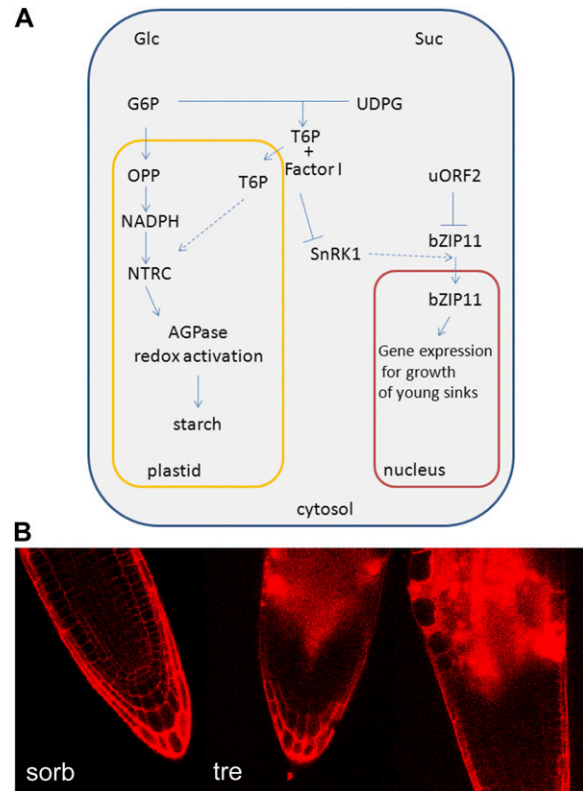 A
Glc Suc
G6P UDPG
T6P
+
Factor I
OPP T6P uORF2
NADPH
bZIP11
SnRK1
NTRC
bZIP11
AGPase
redox activation
Gene expression
for growth
of young sinks
starch
plastid nucleus
cytosol
B
sorb tre